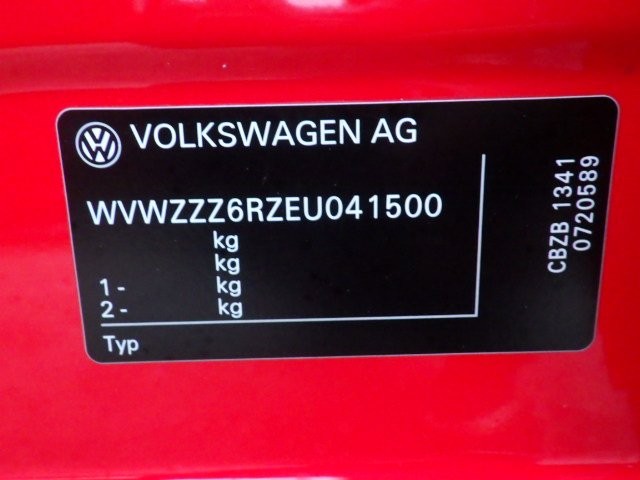 VOLKSWAGEN AG
WVWZZZ6RZEU041500
kg
kg
1 - kg
2 - kg
Typ
CBZB 1341
0720589